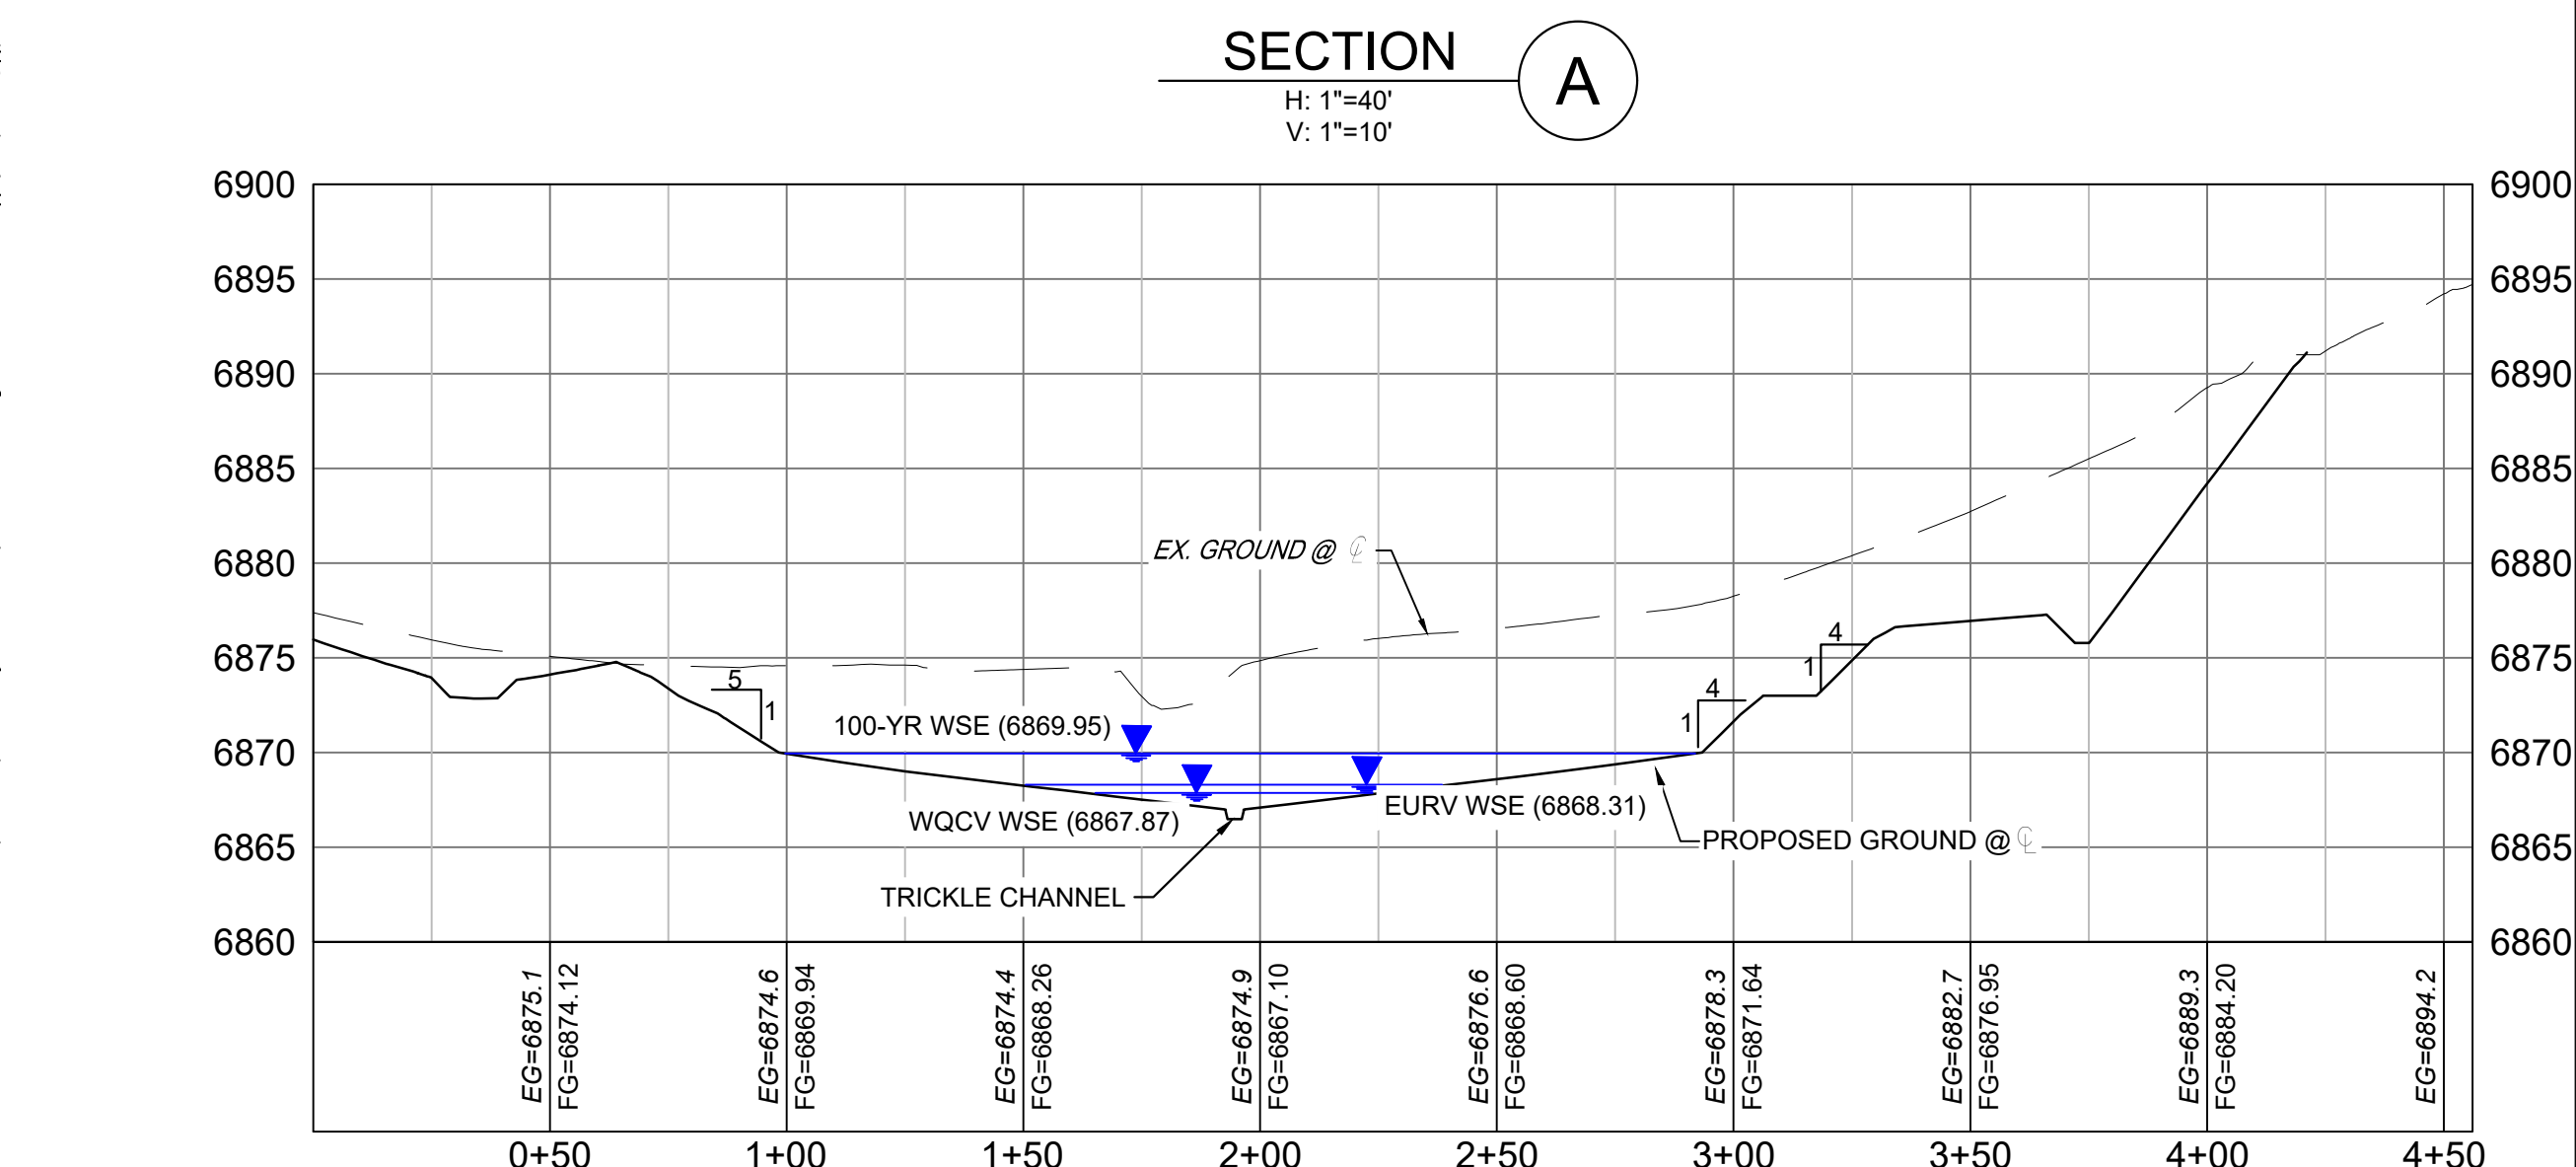 SECTION
A
H: 1"=40'
V: 1"=10'
6900 6900
6895 6895
6890 6890
6885 6885
EX. GROUND @ ℄
6880 6880
4
1
6875 6875
5
1
4
1
100-YR WSE (6869.95)
6870 6870
WQCV WSE (6867.87)
EURV WSE (6868.31)
PROPOSED GROUND @ ℄
6865 6865
TRICKLE CHANNEL
6860 6860
EG=6875.1
FG=6874.12
EG=6874.6
FG=6869.94
EG=6874.4
FG=6868.26
EG=6874.9
FG=6867.10
EG=6876.6
FG=6868.60
EG=6878.3
FG=6871.64
EG=6882.7
FG=6876.95
EG=6889.3
FG=6884.20
EG=6894.2
0+50 1+00 1+50 2+00 2+50 3+00 3+50 4+00 4+50